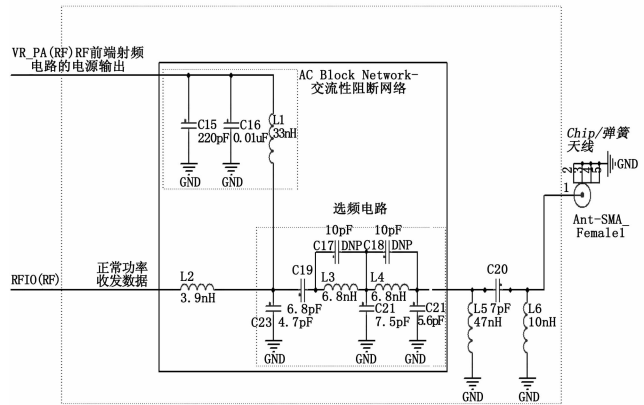 VR_PA(RF)RF前端射频
电路的电源输出
AC Block Network-
交流性阻断网络
C15
220pF
C16
0.01uF
L1
33nH
GND
GND
Chip/弹簧
天线
2
3
4
5
GND
1
Ant-SMA_
Female1
选频电路
10pF
10pF
C17
DNP
C18
DNP
正常功率
收发数据
RFIO(RF)
L2
3.9nH
C19
6.8pF
L3
6.8nH
L4
6.8nH
C20
7pF
C23
4.7pF
C21
7.5pF
C21
5.6pF
L5
47nH
L6
10nH
GND
GND
GND
GND
GND